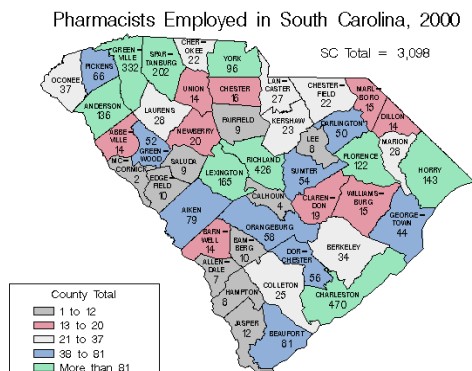 Pharmacists Employed in South Carolina, 2000
SC Total = 3,098
OCONEE
37
PICKENS
66
GREEN-
VILLE
332
SPAR-
TANBURG
202
CHER-
OKEE
22
YORK
96
UNION
14
CHESTER
16
LAN-
CASTER
27
CHESTER-
FIELD
22
MARL-
BORO
15
DILLON
14
ANDERSON
136
LAURENS
28
FAIRFIELD
9
KERSHAW
23
DARLINGTON
50
MARION
28
ABBE-
VILLE
14
52
GREEN-
WOOD
NEWBERRY
20
LEE
8
FLORENCE
122
HORRY
143
MC-
CORMICK
2
SALUDA
9
LEXINGTON
165
RICHLAND
426
SUMTER
54
EDGE-
FIELD
10
CALHOUN
4
CLAREN-
DON
19
WILLIAMS-
BURG
15
GEORGE-
TOWN
44
AIKEN
79
ORANGEBURG
58
BARN-
WELL
14
BAM-
BERG
10
DOR-
CHESTER
56
BERKELEY
34
ALLEN-
DALE
7
COLLETON
25
CHARLESTON
470
HAMPTON
8
JASPER
12
BEAUFORT
81
County Total
1 to 12
13 to 20
21 to 37
38 to 81
More than 81